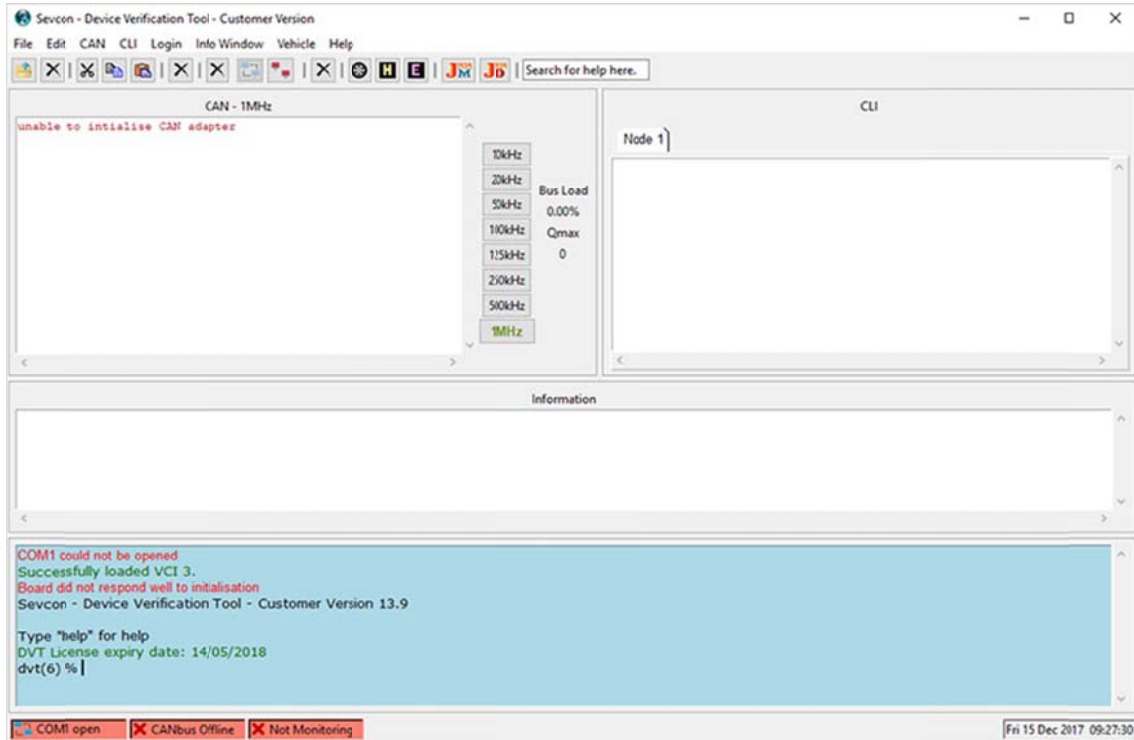 Sevcon - Device Verification Tool - Customer Version
File Edit CAN CLI Login Info Window Vehicle Help
H E JM JD Search for help here.
CAN - 1MHz
unable to intialise CAN adapter
10kHz
20kHz
50kHz
100kHz
125kHz
250kHz
500kHz
1MHz
Bus Load
0.00%
Qmax
0
CLI
Node 1
Information
COM1 could not be opened
Successfully loaded VCI 3.
Board did not respond well to initialisation
Sevcon - Device Verification Tool - Customer Version 13.9
Type "help" for help
DVT License expiry date: 14/05/2018
dvt(6) %
COM1 open CANbus Offline Not Monitoring Fri 15 Dec 2017 09:27:30